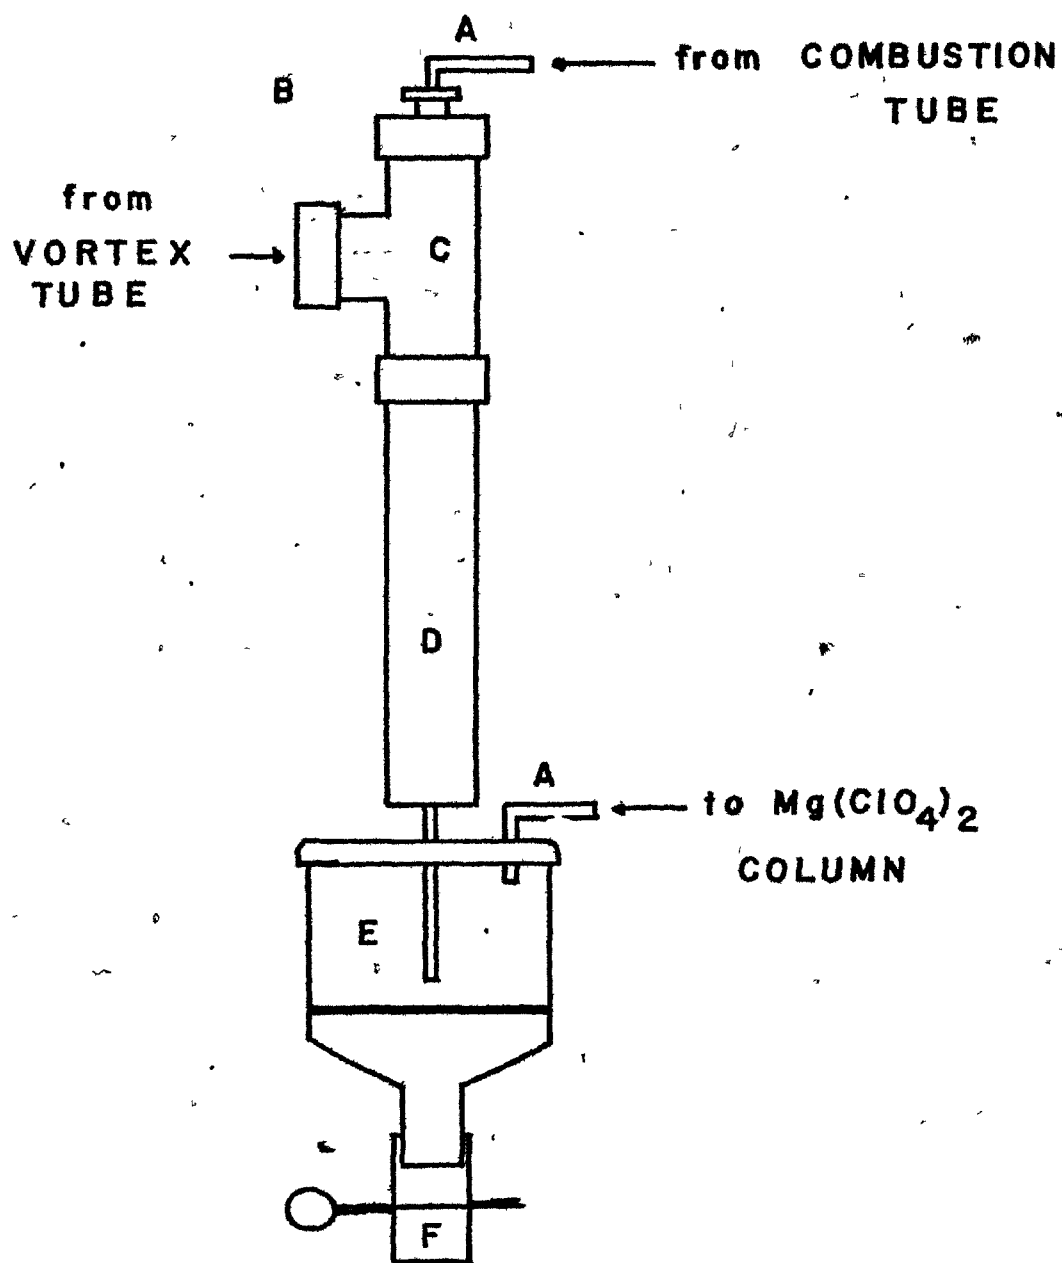 A
from COMBUSTION
TUBE
B
from
VORTEX
TUBE
C
D
A
to Mg(ClO4)2
COLUMN
E
F